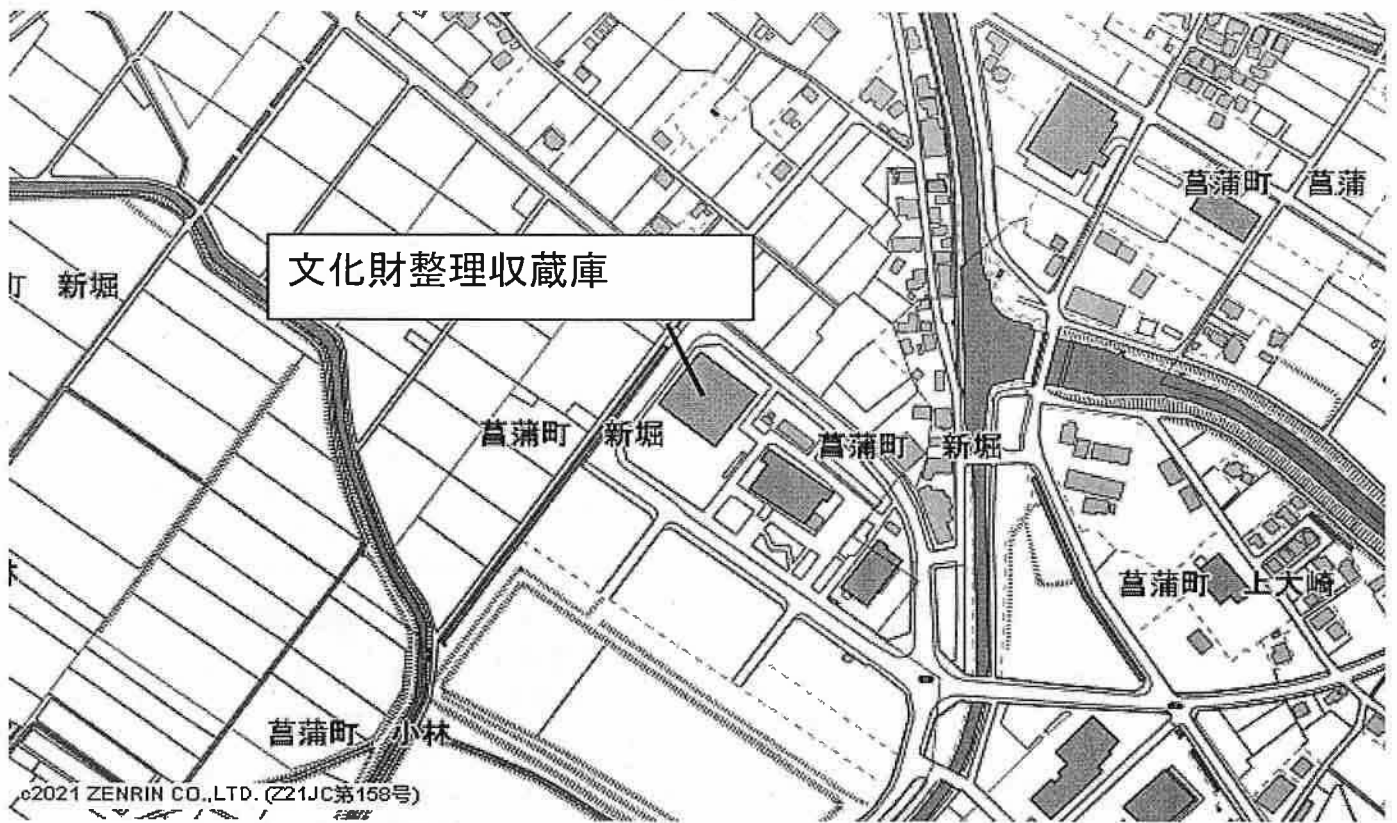 菖蒲町 菖蒲
文化財整理収蔵庫
町 新堀
菖蒲町 新堀
菖蒲町 新堀
菖蒲町 上大崎
菖蒲町 小林
c2021 ZENRIN CO.,LTD. (Z21JC第158号)